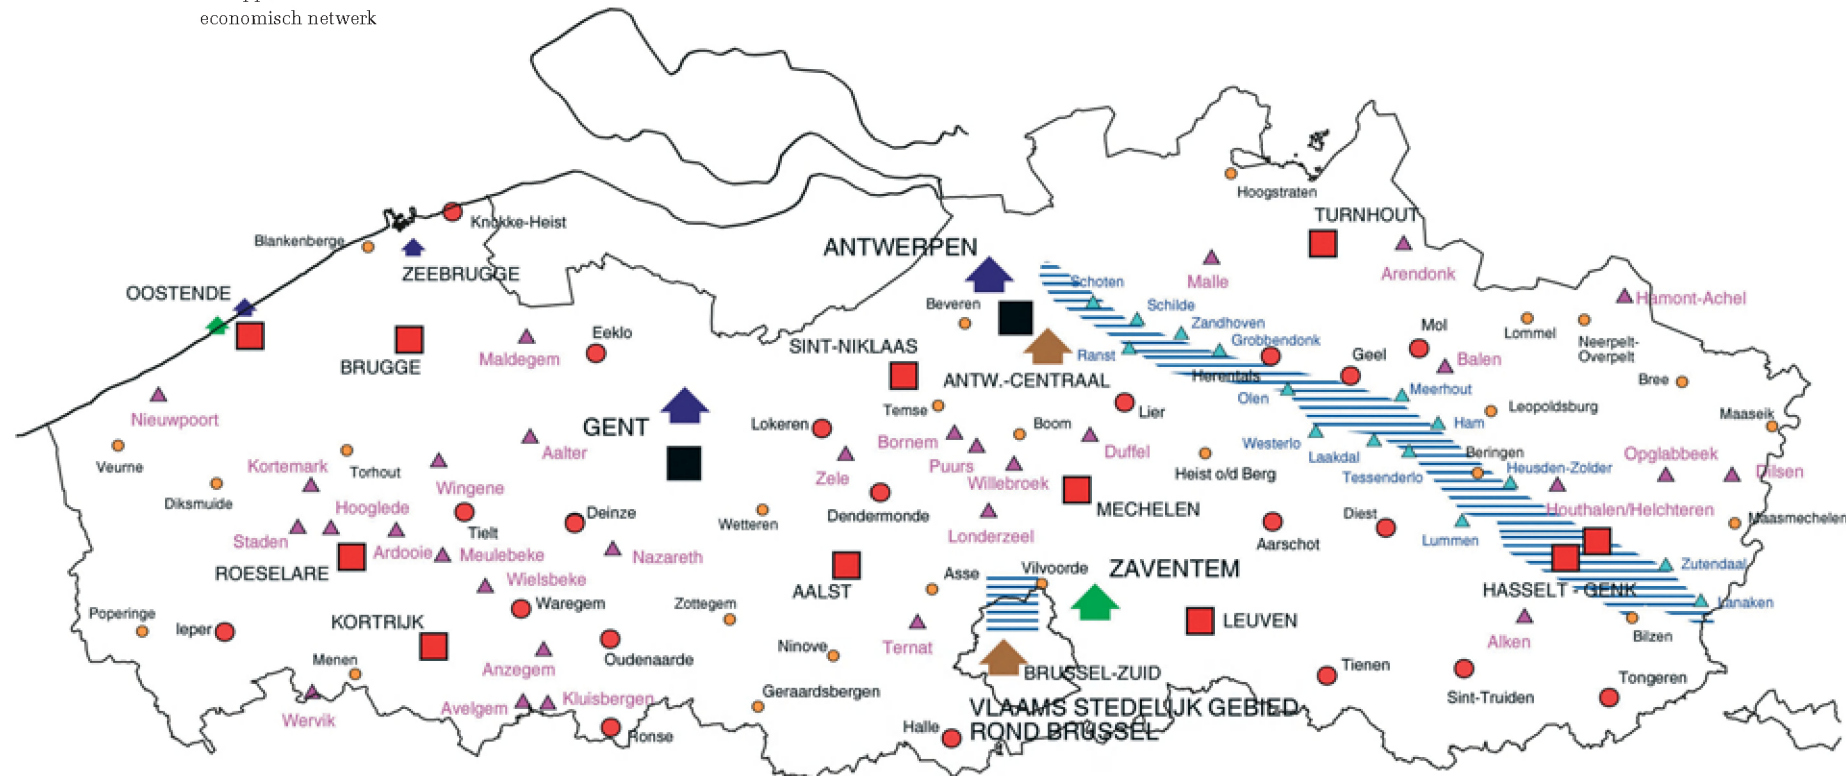 economisch netwerk
Hoogstraten
TURNHOUT
Knokke-Heist
Blankenberge
ZEEBRUGGE
ANTWERPEN
Malle
Arendonk
Schoten
OOSTENDE
Hamont-Achel
Beveren
Schilde
Zandhoven
Grobbendonk
Eeklo
Mol
Lommel
Neerpelt-
Overpelt
BRUGGE
Maldegem
SINT-NIKLAAS
Ranst
Geel
Balen
ANTW.-CENTRAAL
Herentals
Bree
Olen
Meerhout
Nieuwpoort
Temse
Lier
Leopoldsburg
Maaseik
GENT
Lokeren
Boom
Ham
Bornem
Westerlo
Aalter
Duffel
Laakdal
Beringen
Opglabbeek
Veurne
Kortemark
Torhout
Puurs
Heist o/d Berg
Heusden-Zolder
Dilsen
Zele
Willebroek
Tessenderlo
Wingene
Diksmuide
Hooglede
MECHELEN
Houthalen/Helchteren
Deinze
Dendermonde
Diest
Maasmechelen
Tielt
Wetteren
Staden
Londerzeel
Aarschot
Lummen
Ardooie
Meulebeke
Nazareth
ROESELARE
Wielsbeke
Asse
Vilvoorde
ZAVENTEM
Zutendaal
AALST
HASSELT - GENK
Waregem
Zottegem
Lanaken
Poperinge
Ieper
KORTRIJK
LEUVEN
Bilzen
Ninove
Ternat
Alken
Menen
Anzegem
Oudenaarde
BRUSSEL-ZUID
Tienen
Tongeren
Geraardsbergen
Sint-Truiden
Wervik
Avelgem
Kluisbergen
VLAAMS STEDELIJK GEBIED
Halle
ROND BRUSSEL
Ronse